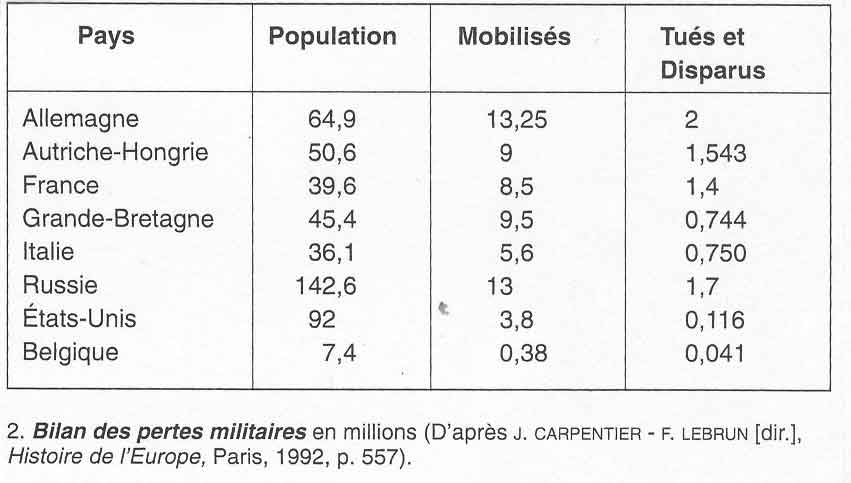 Pays Population Mobilisés Tués et
Disparus
Allemagne 64,9 13,25 2
Autriche-Hongrie 50,6 9 1,543
France 39,6 8,5 1,4
Grande-Bretagne 45,4 9,5 0,744
Italie 36,1 5,6 0,750
Russie 142,6 13 1,7
États-Unis 92 3,8 0,116
Belgique 7,4 0,38 0,041
2. Bilan des pertes militaires en millions (D'après J. CARPENTIER - F. LEBRUN [dir.],
Histoire de l'Europe, Paris, 1992, p. 557).